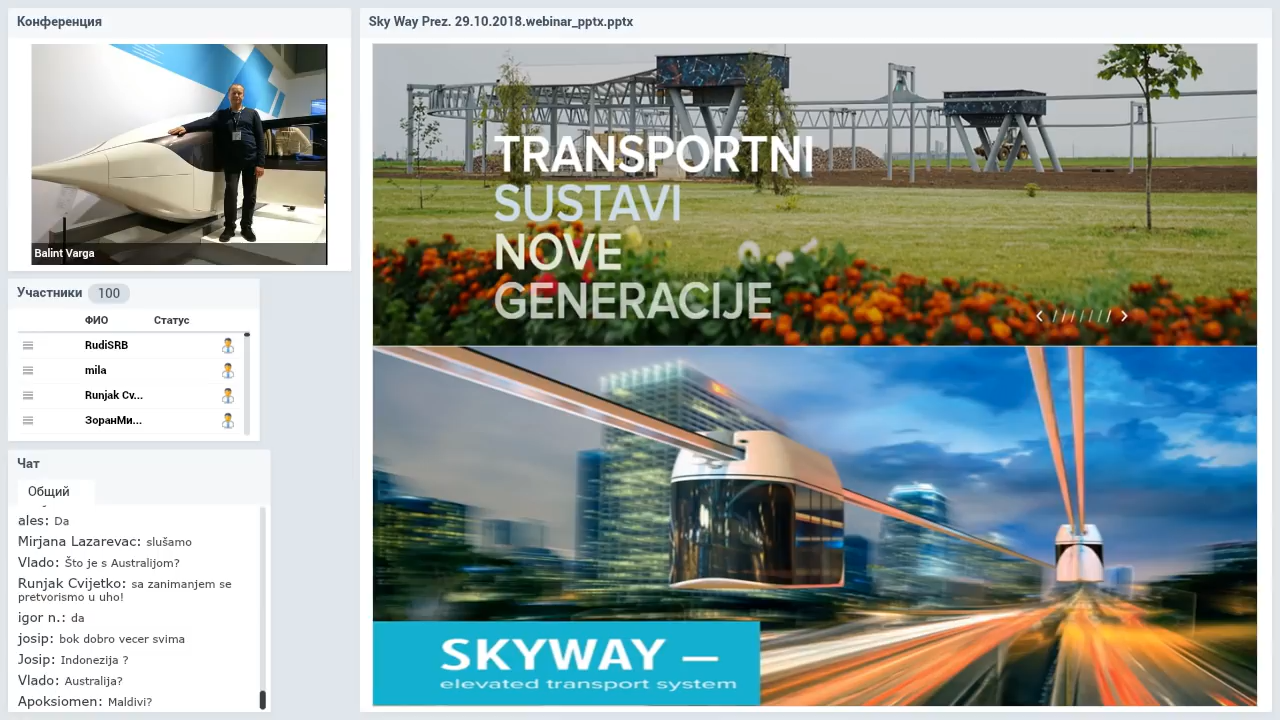 Конференция
Balint Varga
Участники 100
ФИО Статус
RudiSRB
mila
Runjak Cv...
ЗоранМи...
Чат
Общий
ales: Da
Mirjana Lazarevac: slušamo
Vlado: Što je s Australijom?
Runjak Cvijetko: sa zanimanjem se
pretvorismo u uho!
igor n.: da
josip: bok dobro vecer svima
Josip: Indonezija ?
Vlado: Australija?
Apoksiomen: Maldivi?
Sky Way Prez. 29.10.2018.webinar_pptx.pptx
TRANSPORTNI
SUSTAVI
NOVE
GENERACIJE
SKYWAY —
elevated transport system